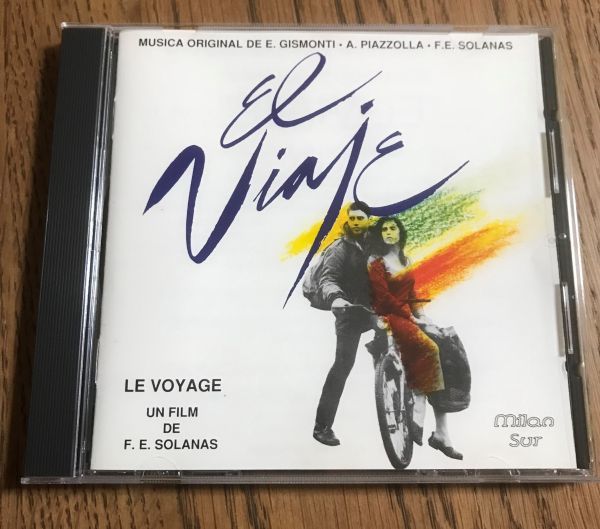 MUSICA ORIGINAL DE E. GISMONTI • A. PIAZZOLLA • F.E. SOLANAS
El
Viaje
LE VOYAGE
UN FILM
DE
F. E. SOLANAS
Milan
Sur